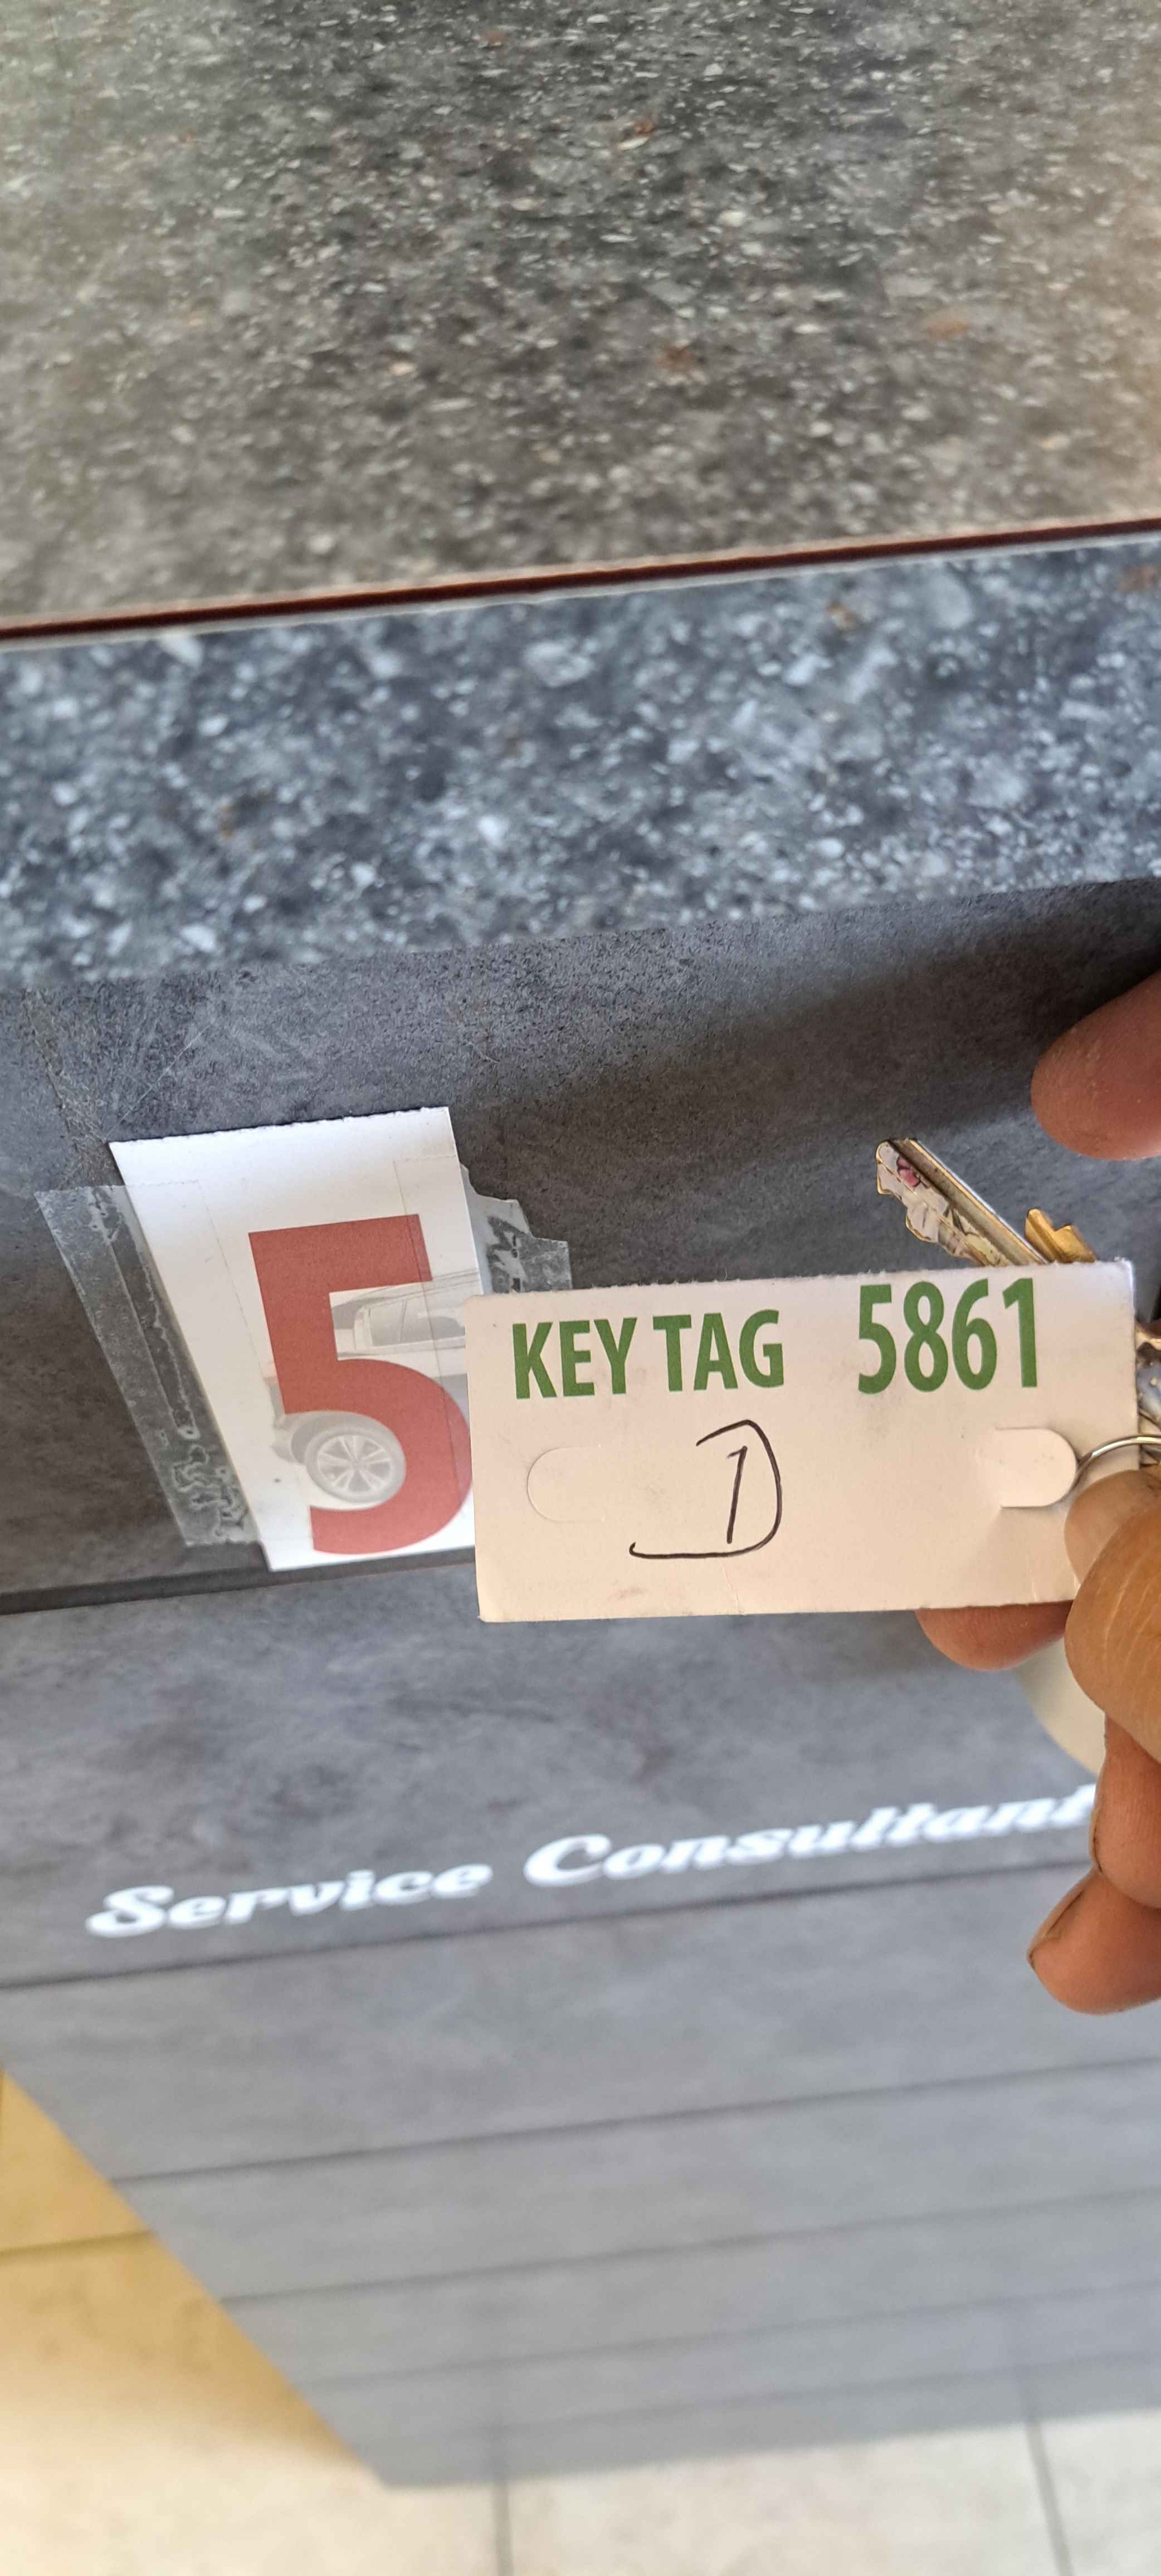 5
KEY TAG 5861
D
Service Consultant